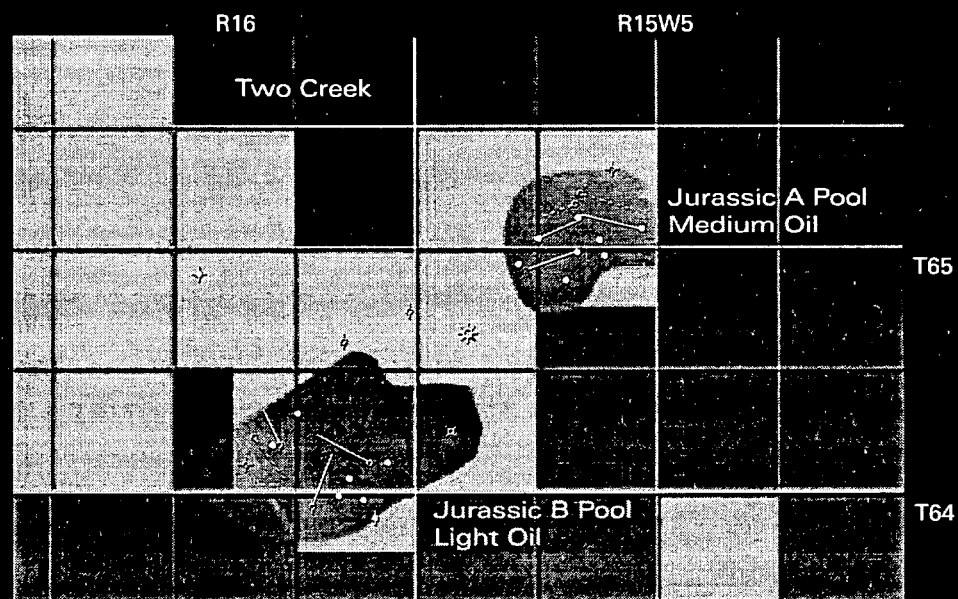 R16 R15W5
Two Creek
Jurassic A Pool
Medium Oil
T65
Jurassic B Pool
Light Oil
T64